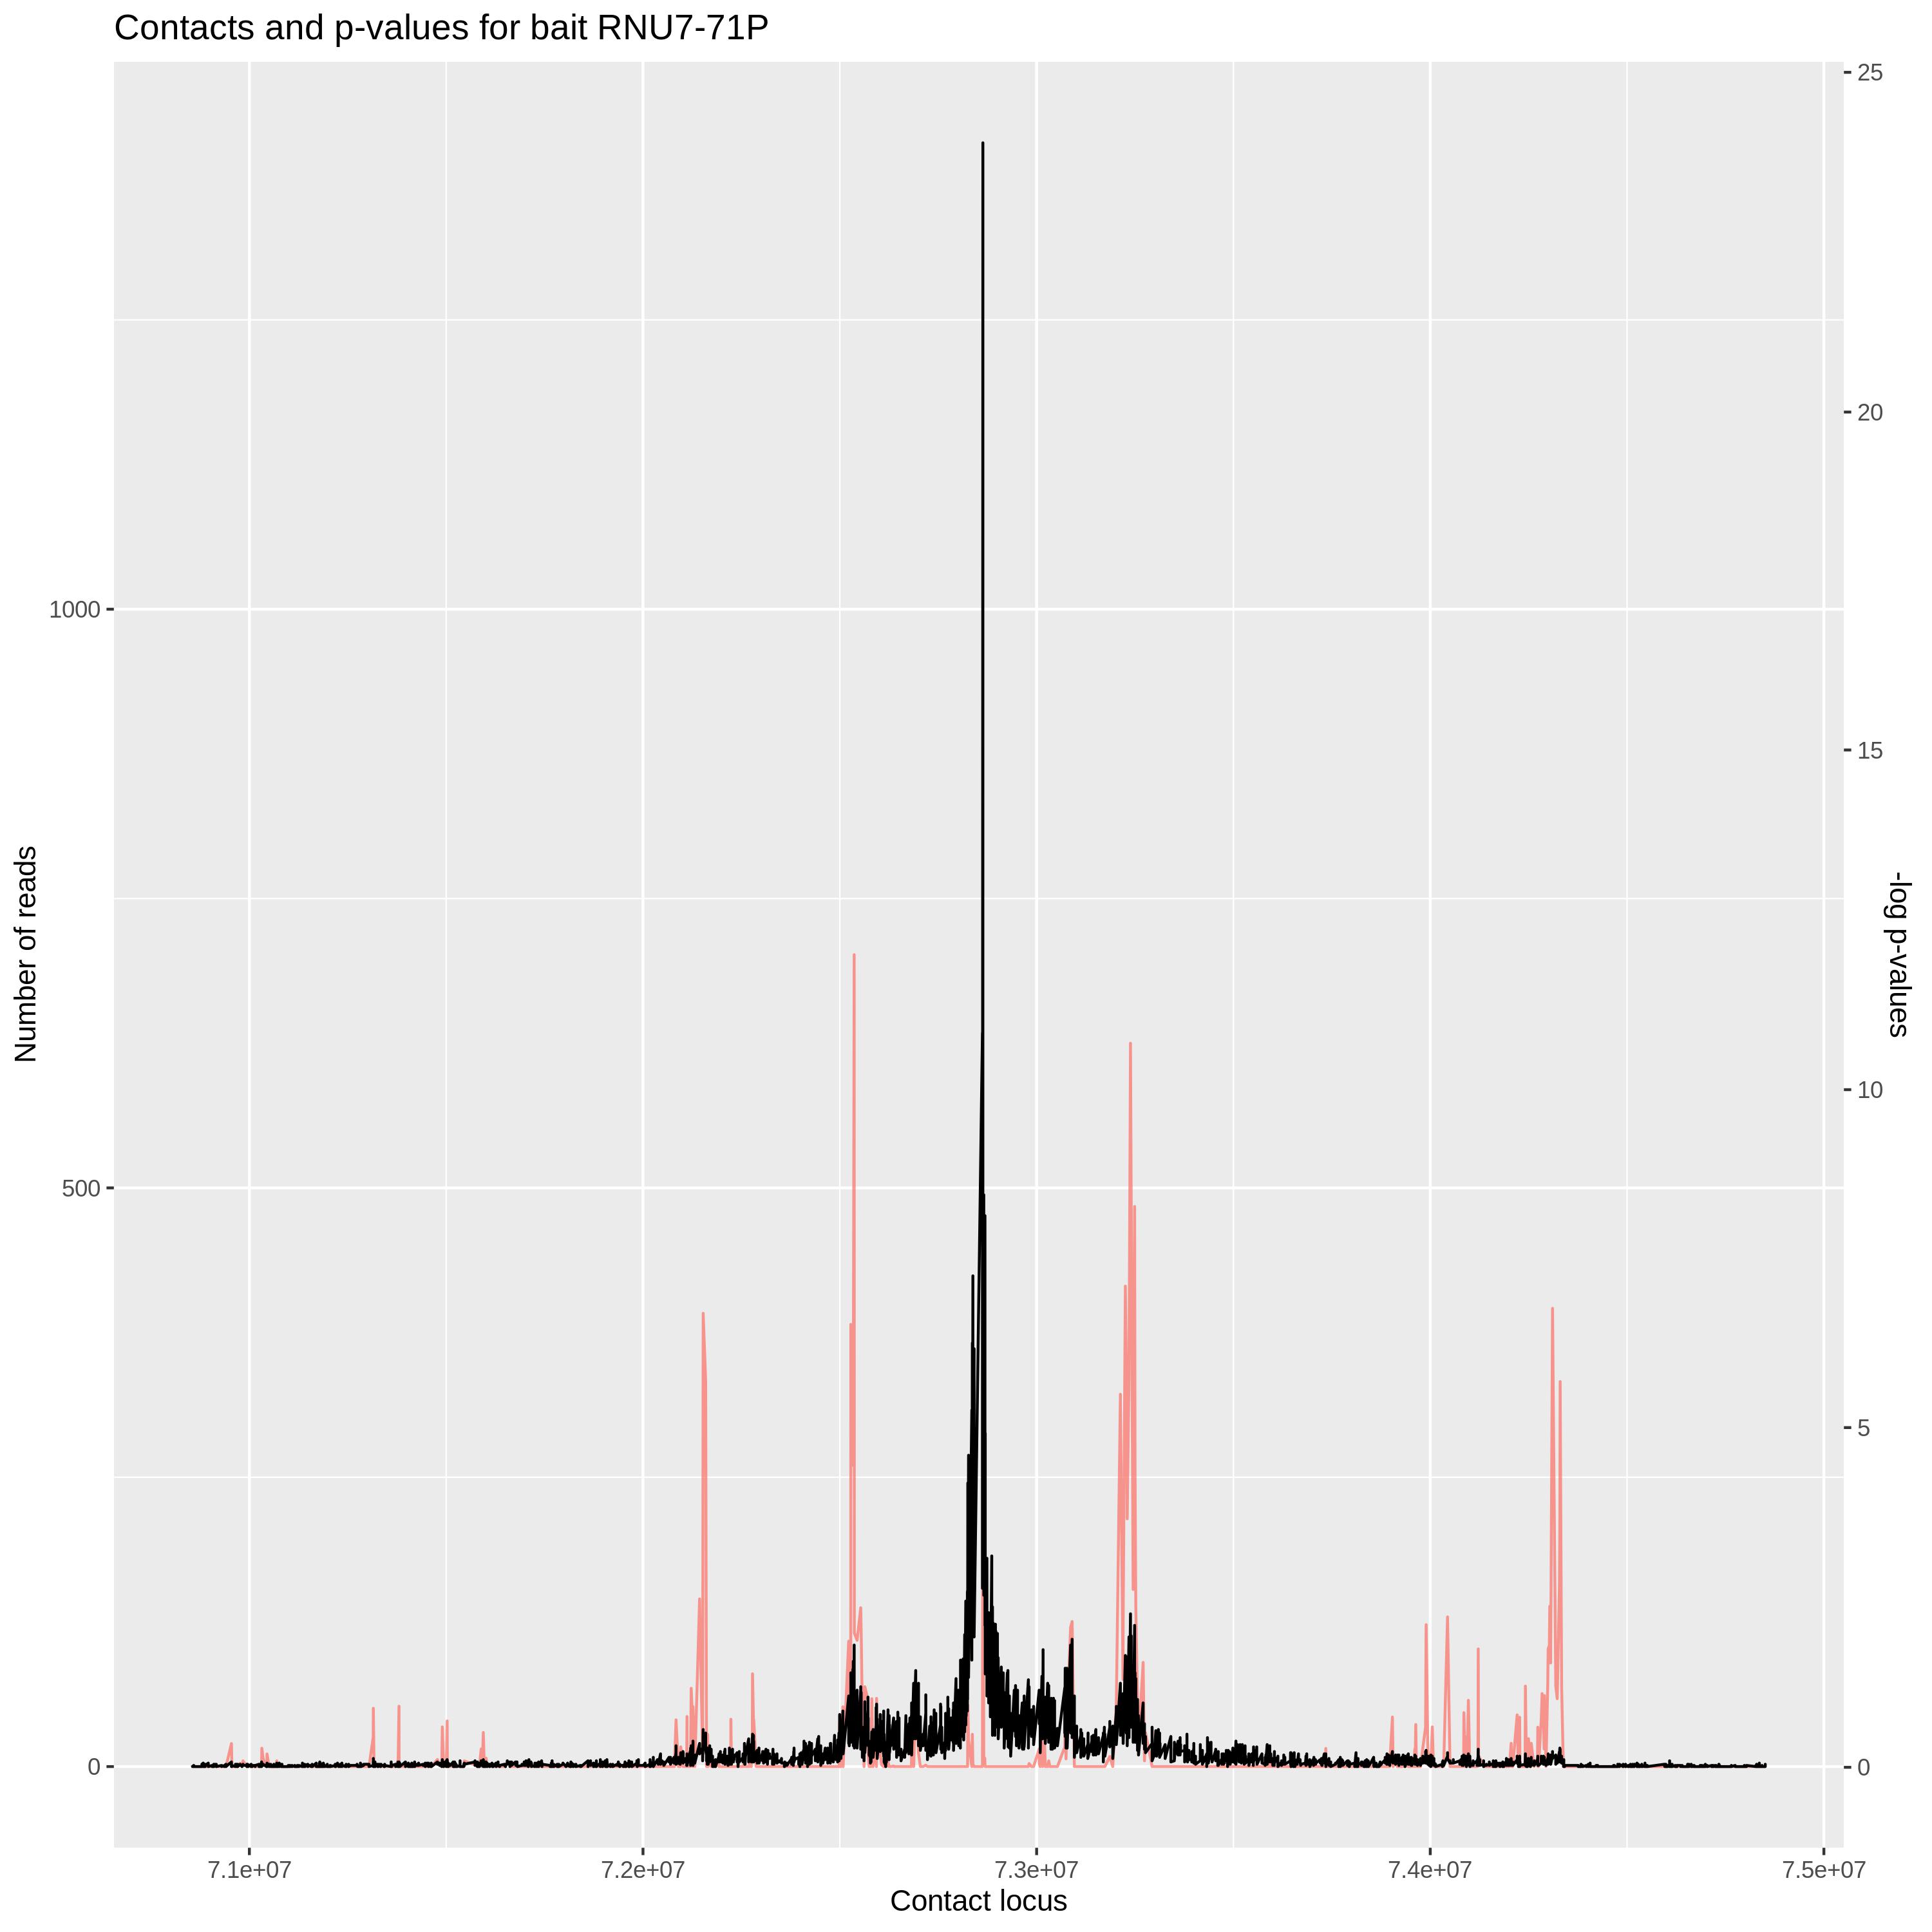 Contacts and p-values for bait RNU7-71P
25
20
1000
15
Number of reads
-log p-values
10
500
5
0
0
7.1e+07
7.2e+07
7.3e+07
7.4e+07
7.5e+07
Contact locus